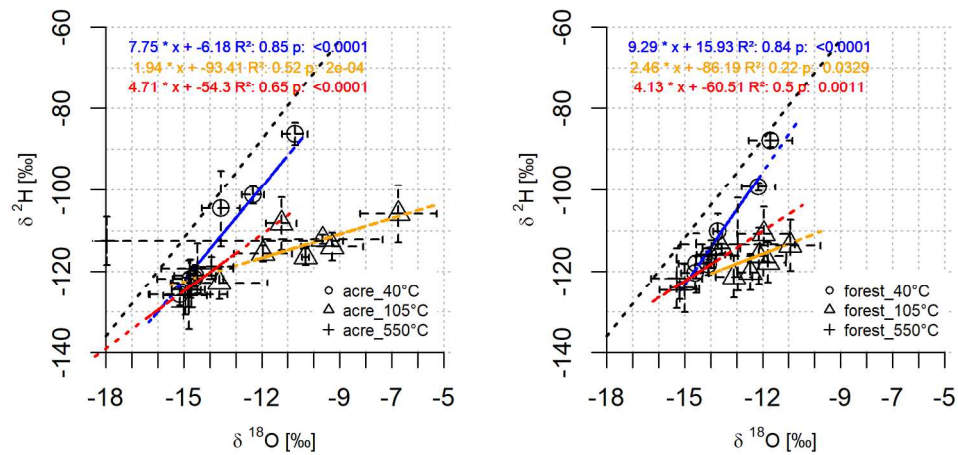 7.75 * x + -6.18 R²: 0.85 p: <0.0001
1.94 * x + -93.41 R²: 0.52 p: 2e-04
4.71 * x + -54.3 R²: 0.65 p: <0.0001
δ ²H [‰]
-60
-80
-100
-120
-140
acre_40°C
acre_105°C
acre_550°C
-18 -15 -13 -11 -9 -7 -5
δ ¹⁸O [‰]
9.29 * x + 15.93 R²: 0.84 p: <0.0001
2.46 * x + -86.19 R²: 0.22 p: 0.0329
4.13 * x + -60.51 R²: 0.5 p: 0.0011
δ ²H [‰]
-60
-80
-100
-120
-140
forest_40°C
forest_105°C
forest_550°C
-18 -15 -13 -11 -9 -7 -5
δ ¹⁸O [‰]